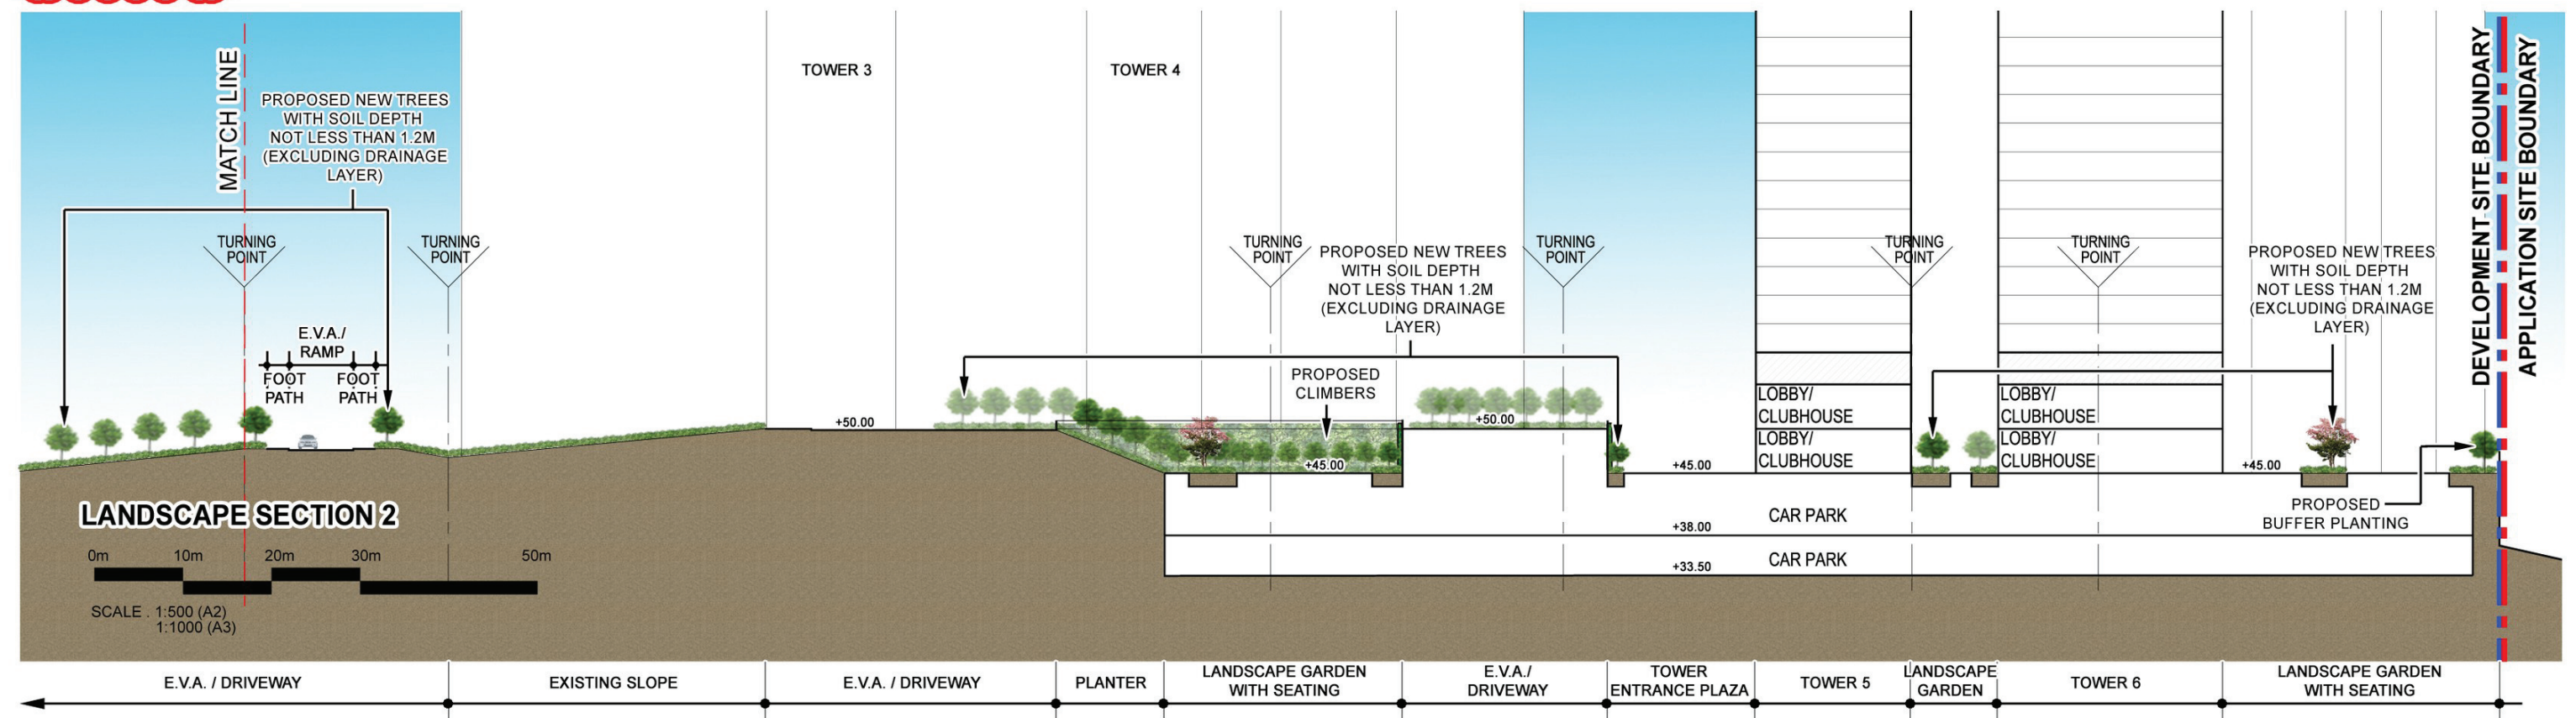 TOWER 3
TOWER 4
MATCH LINE
PROPOSED NEW TREES
WITH SOIL DEPTH
NOT LESS THAN 1.2M
(EXCLUDING DRAINAGE
LAYER)
DEVELOPMENT SITE BOUNDARY
APPLICATION SITE BOUNDARY
TURNING
POINT
TURNING
POINT
TURNING
POINT
PROPOSED NEW TREES
WITH SOIL DEPTH
NOT LESS THAN 1.2M
(EXCLUDING DRAINAGE
LAYER)
TURNING
POINT
TURNING
POINT
TURNING
POINT
PROPOSED NEW TREES
WITH SOIL DEPTH
NOT LESS THAN 1.2M
(EXCLUDING DRAINAGE
LAYER)
E.V.A./
RAMP
FOOT
PATH
FOOT
PATH
PROPOSED
CLIMBERS
+50.00
+50.00
+45.00
+45.00
LOBBY/
CLUBHOUSE
LOBBY/
CLUBHOUSE
LOBBY/
CLUBHOUSE
LOBBY/
CLUBHOUSE
+45.00
PROPOSED
BUFFER PLANTING
CAR PARK
+38.00
CAR PARK
+33.50
LANDSCAPE SECTION 2
0m 10m 20m 30m 50m
SCALE . 1:500 (A2)
1:1000 (A3)
E.V.A. / DRIVEWAY
EXISTING SLOPE
E.V.A. / DRIVEWAY
PLANTER
LANDSCAPE GARDEN
WITH SEATING
E.V.A./
DRIVEWAY
TOWER
ENTRANCE PLAZA
TOWER 5
LANDSCAPE
GARDEN
TOWER 6
LANDSCAPE GARDEN
WITH SEATING